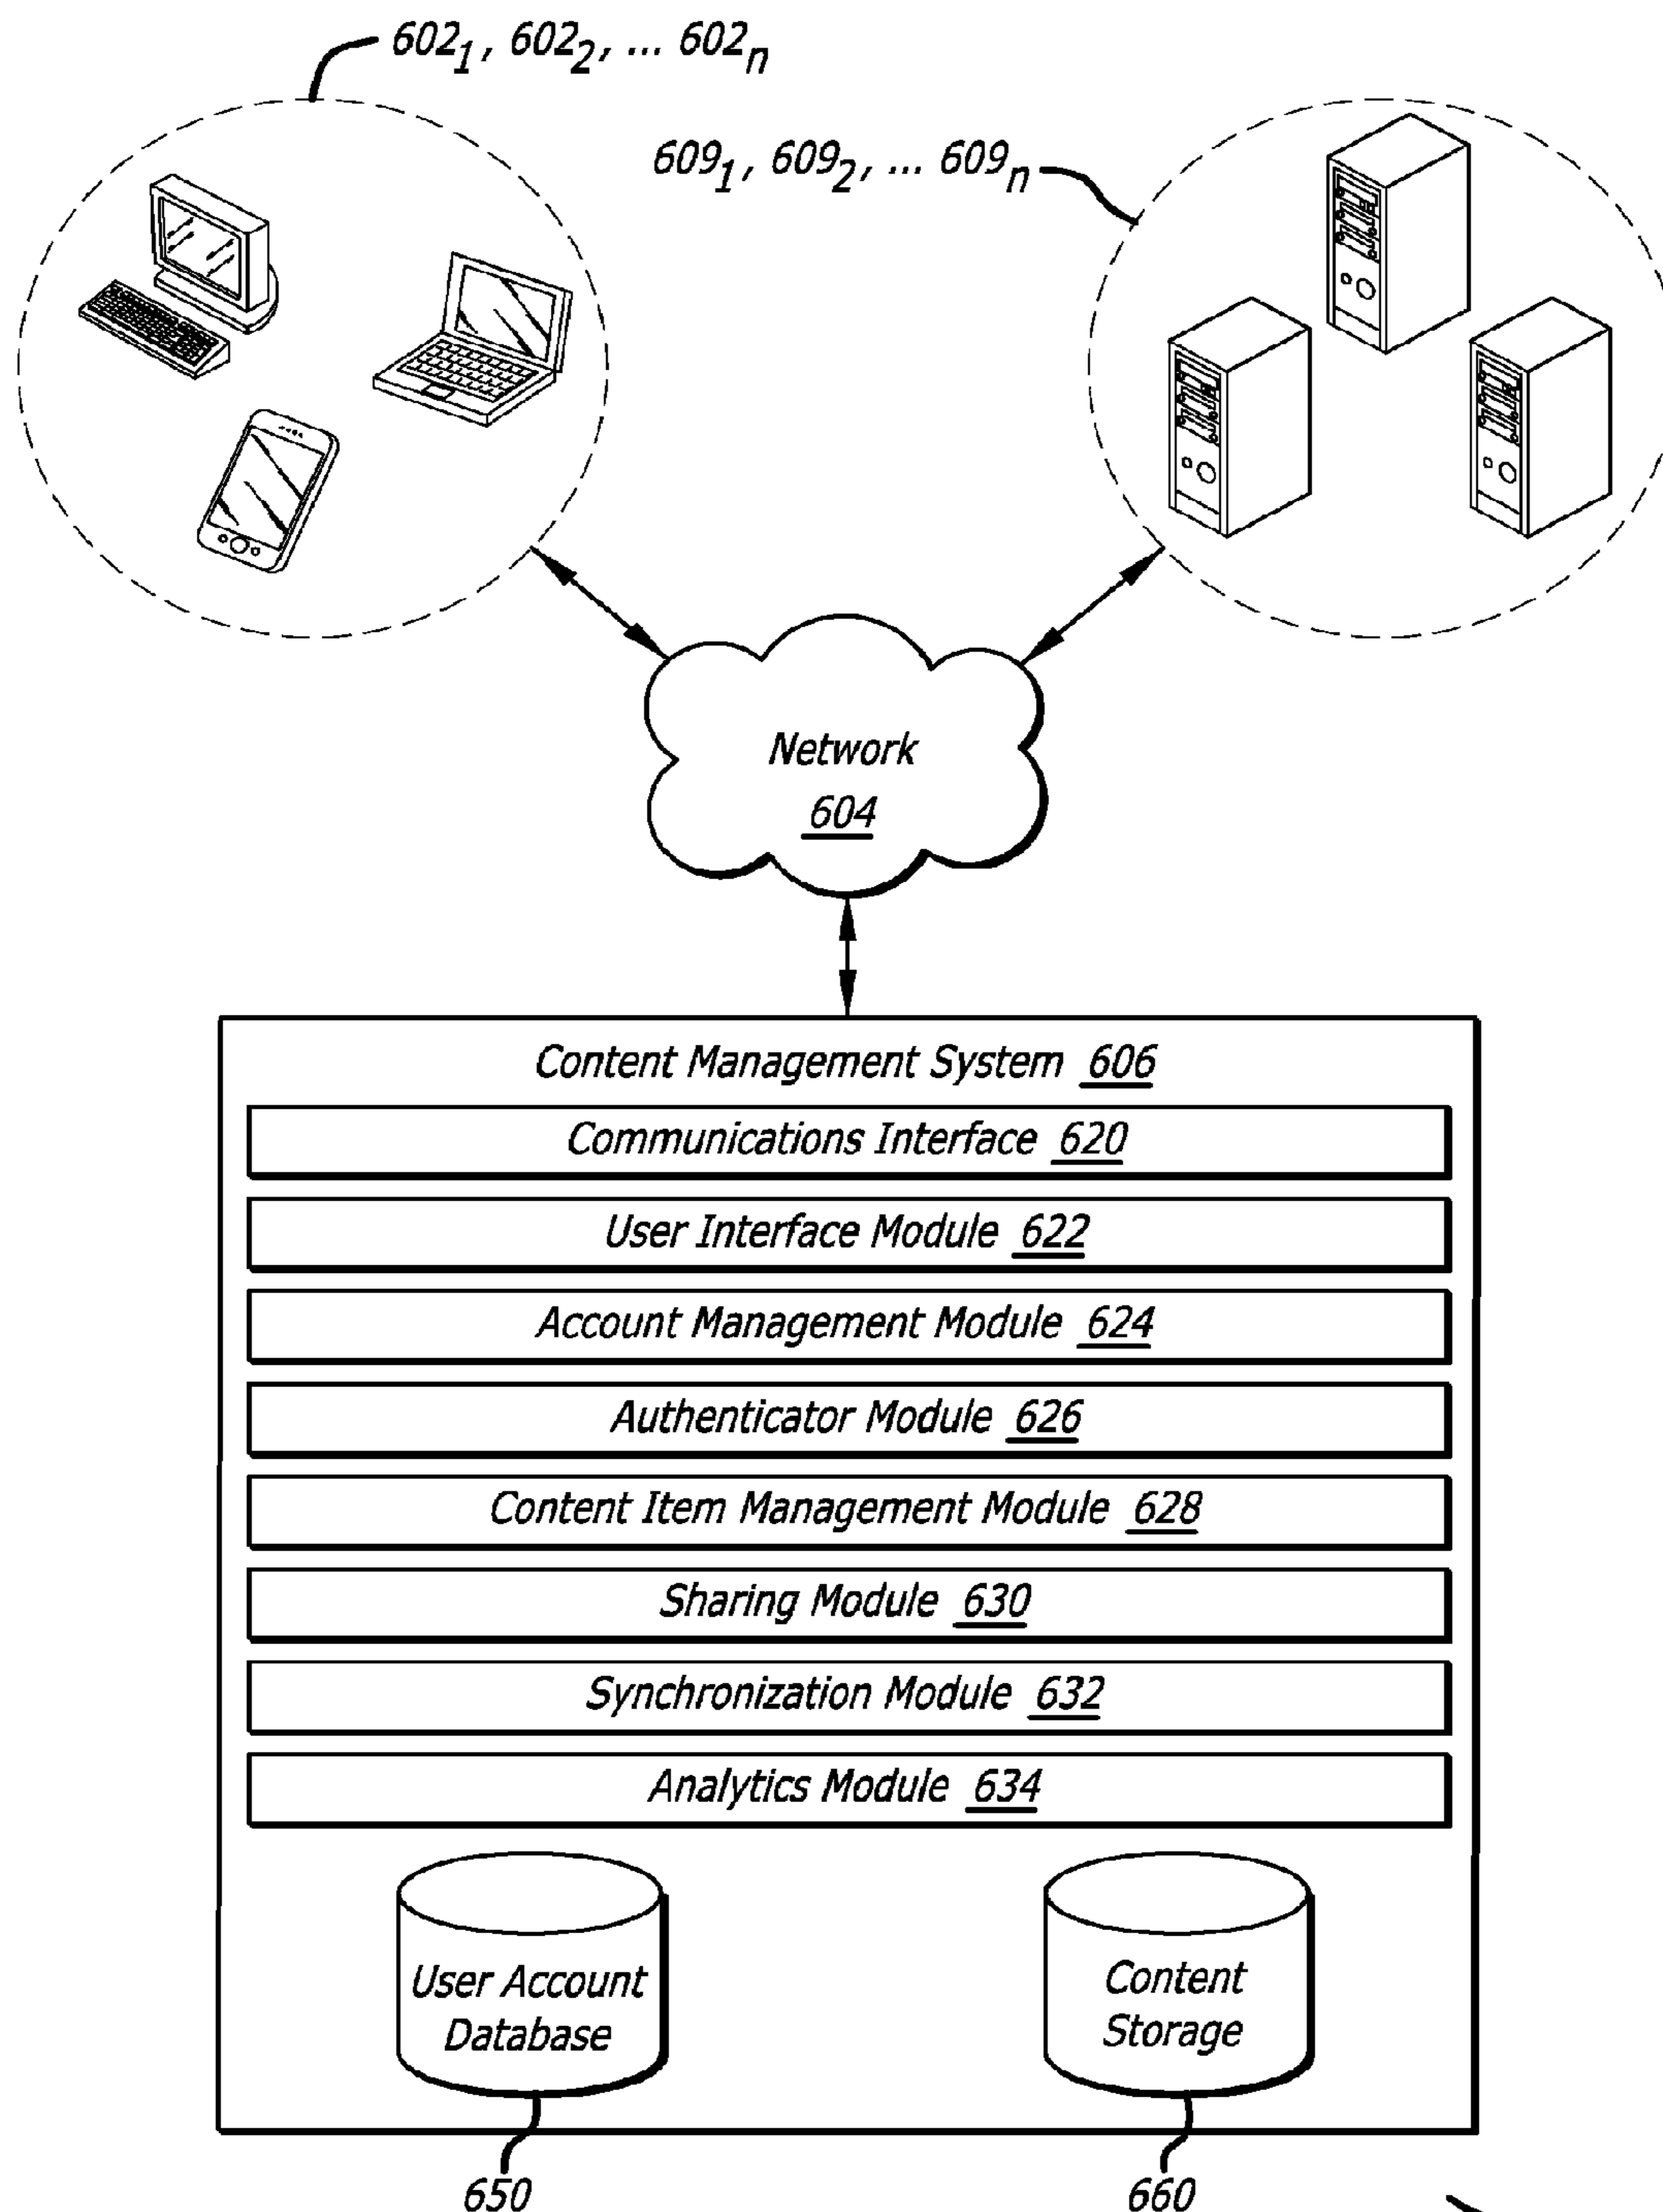 602₁, 602₂, ... 602ₙ
609₁, 609₂, ... 609ₙ
Network
604
Content Management System 606
Communications Interface 620
User Interface Module 622
Account Management Module 624
Authenticator Module 626
Content Item Management Module 628
Sharing Module 630
Synchronization Module 632
Analytics Module 634
User Account
Database
Content
Storage
650
660